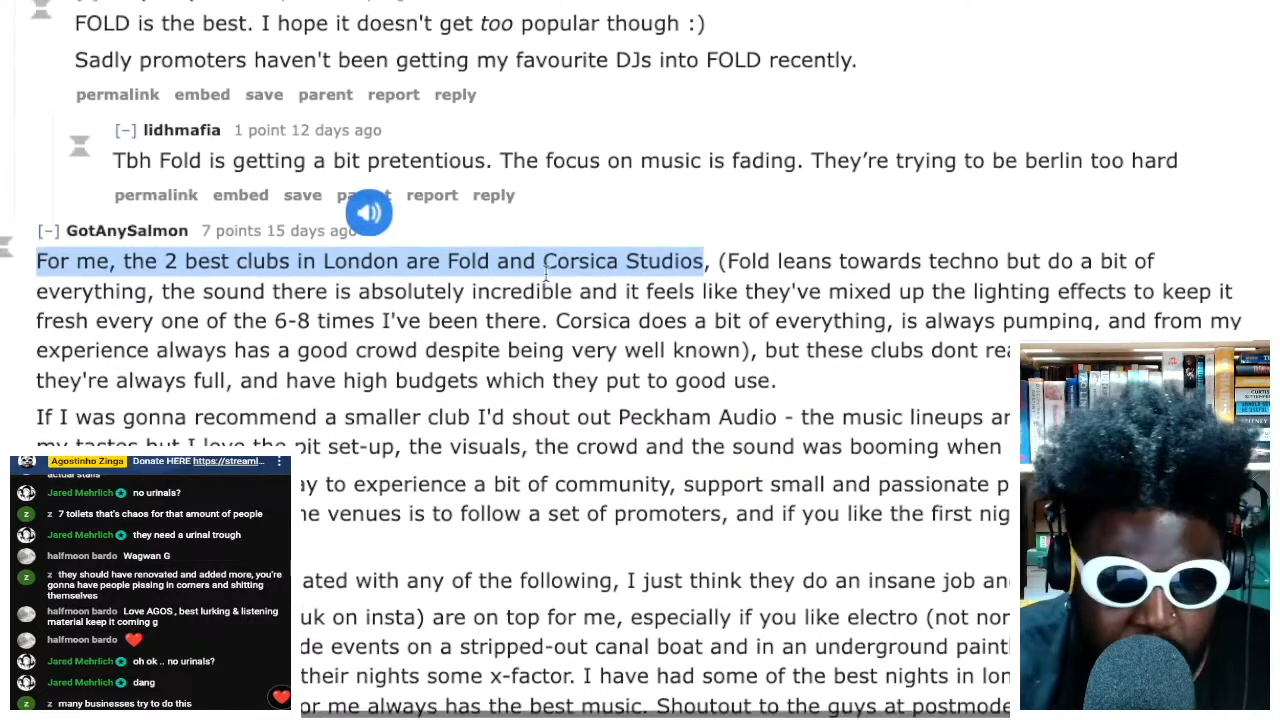 FOLD is the best. I hope it doesn't get too popular though :)
Sadly promoters haven't been getting my favourite DJs into FOLD recently.
permalink embed save parent report reply
[–] lidhmafia 1 point 12 days ago
Tbh Fold is getting a bit pretentious. The focus on music is fading. They're trying to be berlin too hard
permalink embed save report reply
[–] GotAnySalmon 7 points 15 days ago
For me, the 2 best clubs in London are Fold and Corsica Studios, (Fold leans towards techno but do a bit of
everything, the sound there is absolutely incredible and it feels like they've mixed up the lighting effects to keep it
fresh every one of the 6-8 times I've been there. Corsica does a bit of everything, is always pumping, and from my
experience always has a good crowd despite being very well known), but these clubs dont
they're always full, and have high budgets which they put to good use.
If I was gonna recommend a smaller club I'd shout out Peckham Audio - the music lineups
my tastes but I love the pit set-up, the visuals, the crowd and the sound was booming when
to experience a bit of community, support small and passionate
venues is to follow a set of promoters, and if you like the first
with any of the following, I just think they do an insane job
uk on insta) are on top for me, especially if you like electro (not
events on a stripped-out canal boat and in an underground
their nights some x-factor. I have had some of the best nights in
or me always has the best music. Shoutout to the guys at
Agostinho Zinga Donate HERE https://streaml...
actual stalls
Jared Mehrlich no urinals?
z 7 toilets that's chaos for that amount of people
Jared Mehrlich they need a urinal trough
halfmoon bardo Wagwan G
z they should have renovated and added more, you're
gonna have people pissing in corners and shitting
themselves
halfmoon bardo Love AGOS , best lurking & listening
material keep it coming g
halfmoon bardo
Jared Mehrlich oh ok .. no urinals?
Jared Mehrlich dang
z many businesses try to do this